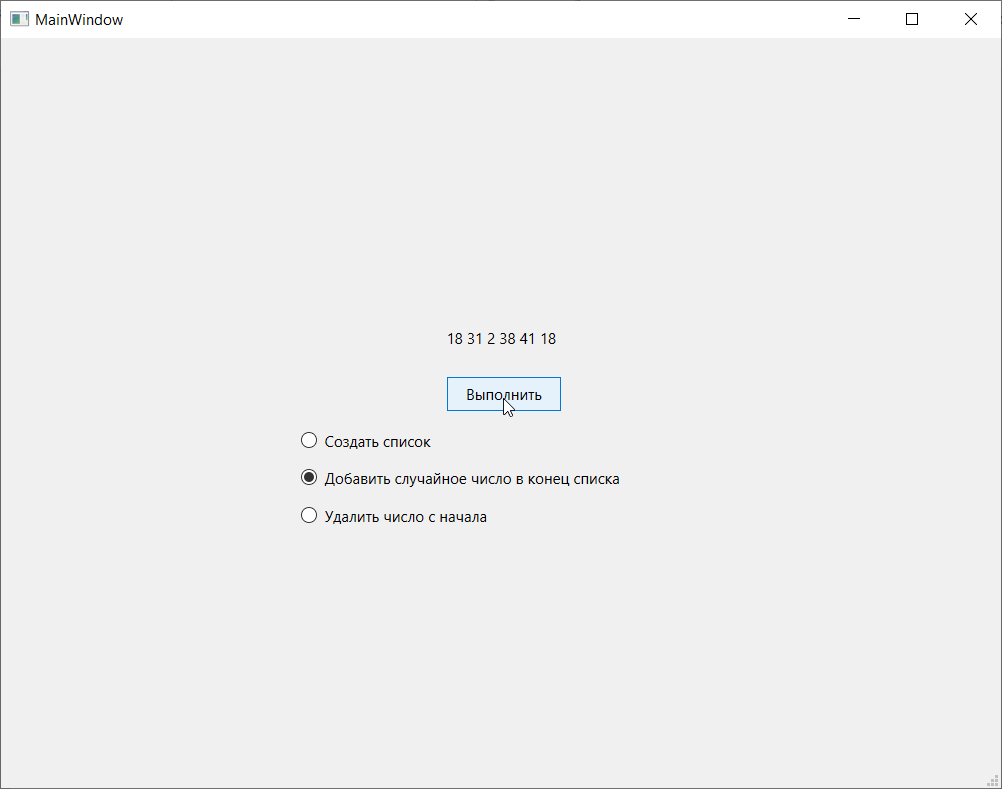 MainWindow
18 31 2 38 41 18
Выполнить
Создать список
Добавить случайное число в конец списка
Удалить число с начала